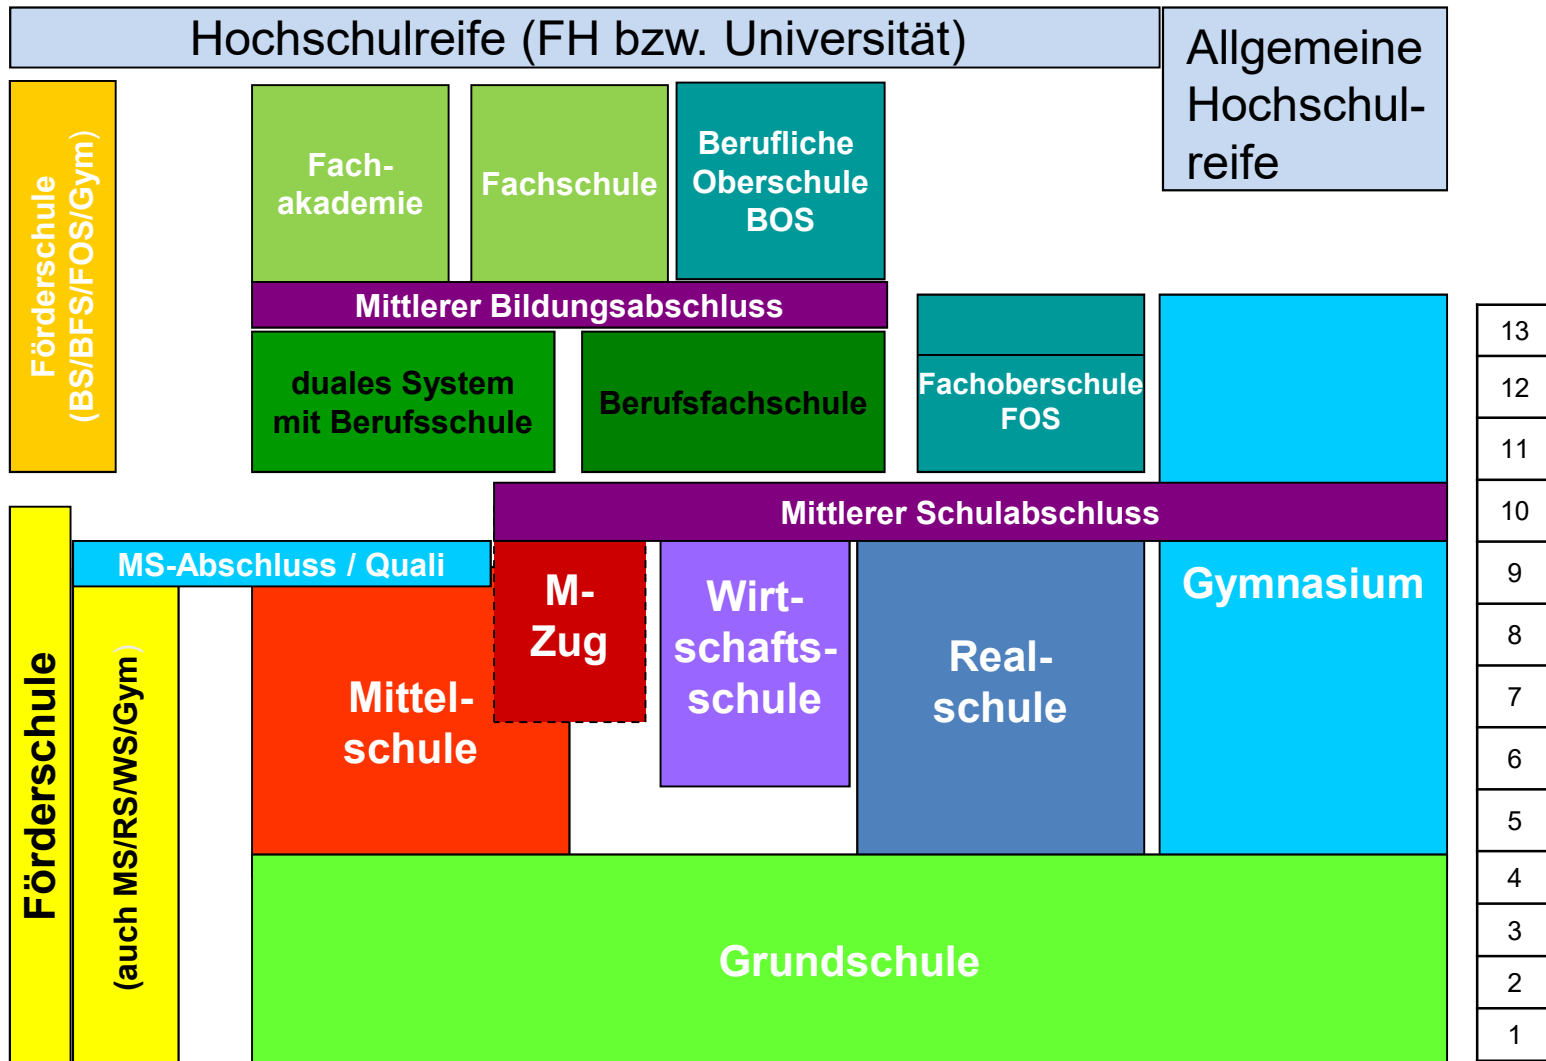 Hochschulreife (FH bzw. Universität)
Allgemeine
Hochschul-
reife
Förderschule
(BS/BFS/FOS/Gym)
Fach-
akademie
Fachschule
Berufliche
Oberschule
BOS
Mittlerer Bildungsabschluss
duales System
mit Berufsschule
Berufsfachschule
Fachoberschule
FOS
13
12
11
Mittlerer Schulabschluss
10
MS-Abschluss / Quali
M-
Zug
Wirt-
schafts-
schule
Real-
schule
Gymnasium
Mittel-
schule
9
8
7
6
5
Förderschule
(auch MS/RS/WS/Gym)
Grundschule
4
3
2
1